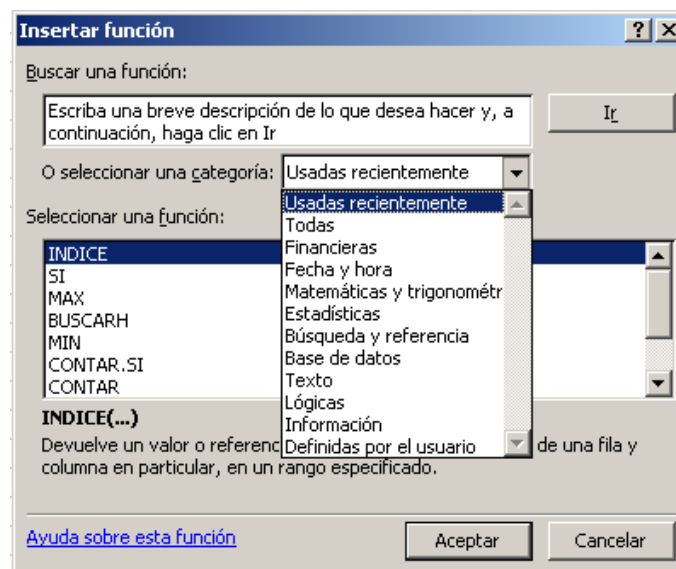 Insertar función
Buscar una función:
Escriba una breve descripción de lo que desea hacer y, a
continuación, haga clic en Ir
Ir
O seleccionar una categoría: Usadas recientemente
Usadas recientemente
Todas
Financieras
Fecha y hora
Matemáticas y trigonométr
Estadísticas
Búsqueda y referencia
Base de datos
Texto
Lógicas
Información
Definidas por el usuario
Seleccionar una función:
INDICE
SI
MAX
BUSCARH
MIN
CONTAR.SI
CONTAR
INDICE(...)
Devuelve un valor o referenc de una fila y
columna en particular, en un rango especificado.
Ayuda sobre esta función
Aceptar
Cancelar